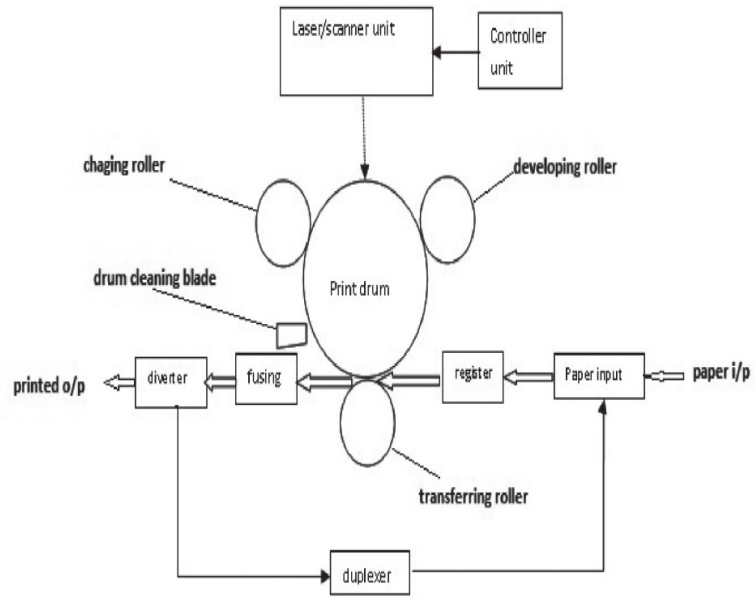 Laser/scanner unit
Controller
unit
chaging roller
developing roller
drum cleaning blade
Print drum
printed o/p
diverter
fusing
register
Paper input
paper i/p
transferring roller
duplexer